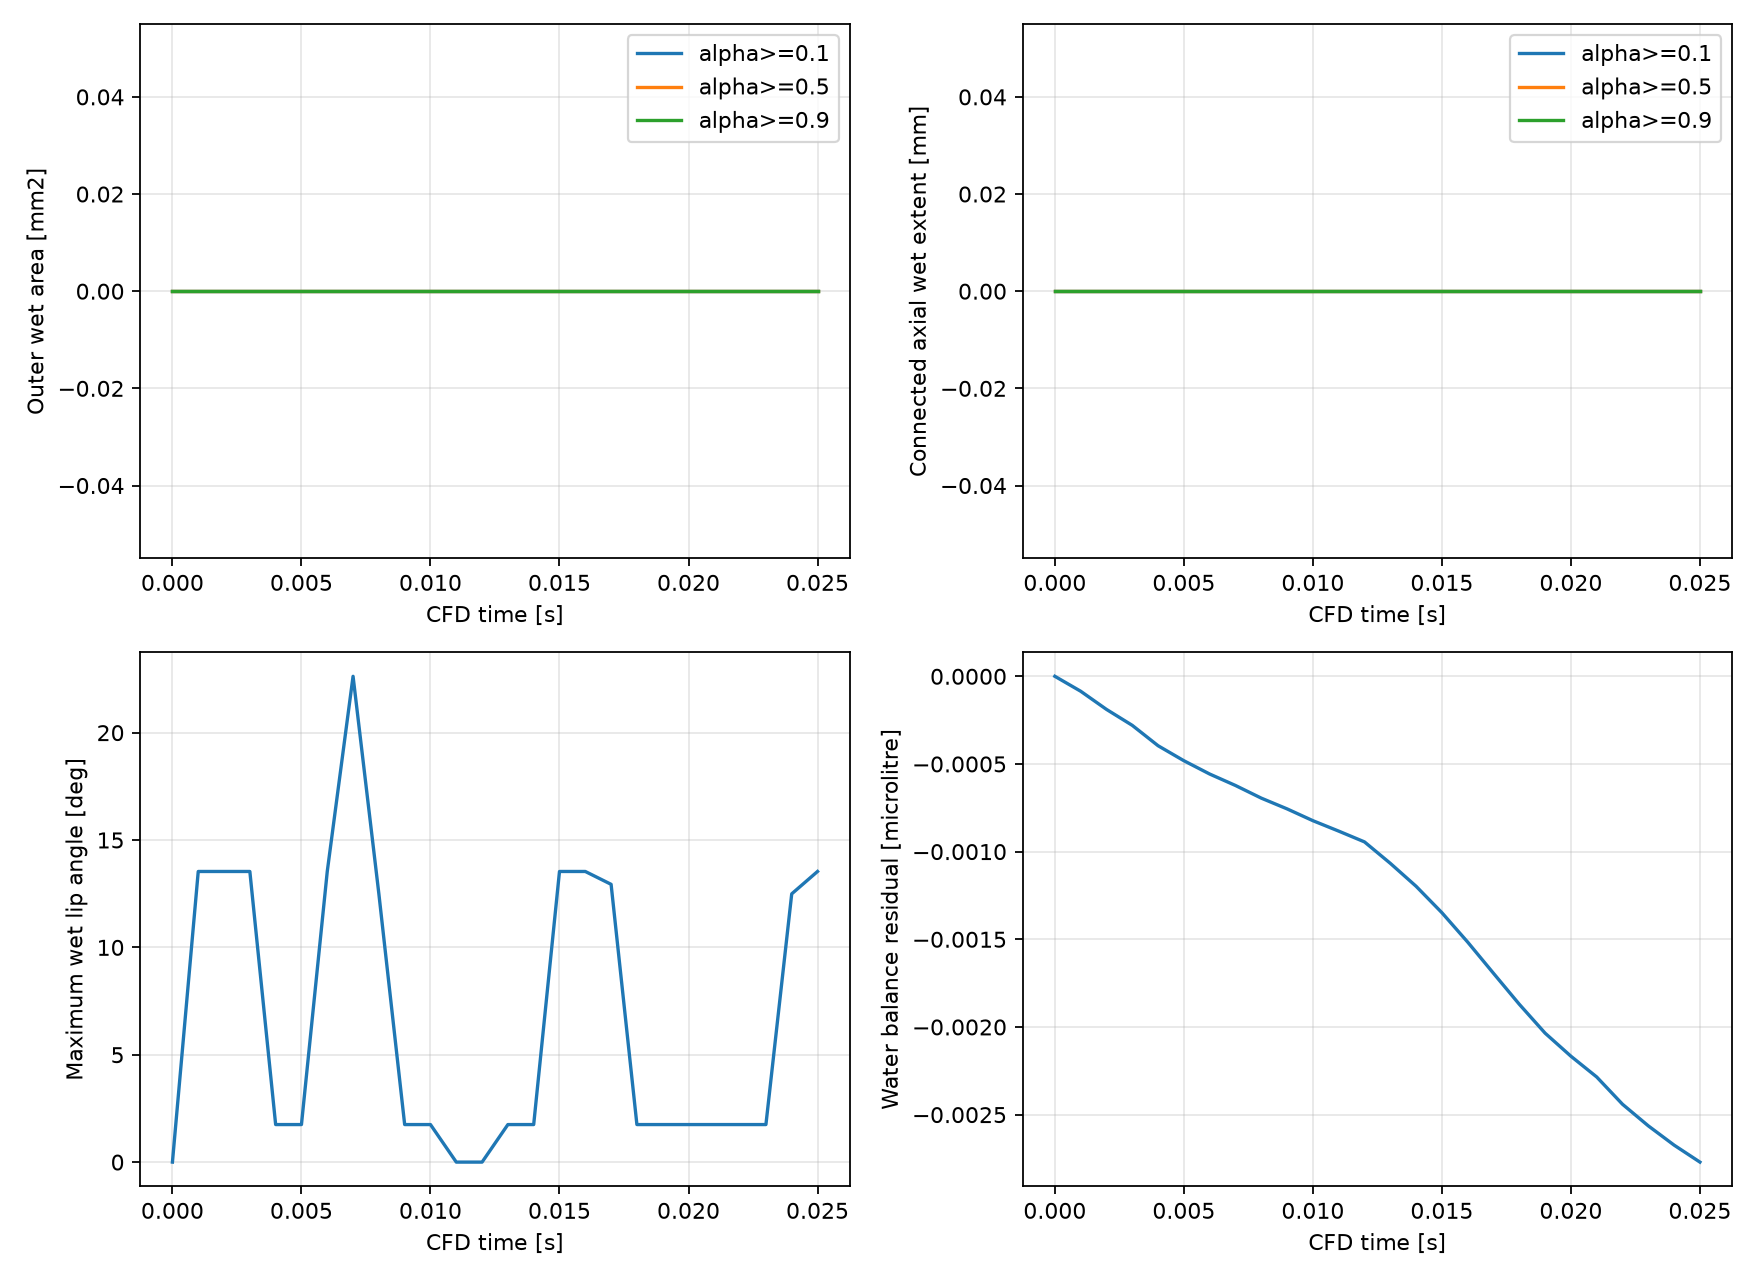 Outer wet area [mm2]
0.04
0.02
0.00
−0.02
−0.04
alpha>=0.1
alpha>=0.5
alpha>=0.9
0.000 0.005 0.010 0.015 0.020 0.025
CFD time [s]
Connected axial wet extent [mm]
0.04
0.02
0.00
−0.02
−0.04
alpha>=0.1
alpha>=0.5
alpha>=0.9
0.000 0.005 0.010 0.015 0.020 0.025
CFD time [s]
Maximum wet lip angle [deg]
20
15
10
5
0
0.000 0.005 0.010 0.015 0.020 0.025
CFD time [s]
Water balance residual [microlitre]
0.0000
−0.0005
−0.0010
−0.0015
−0.0020
−0.0025
0.000 0.005 0.010 0.015 0.020 0.025
CFD time [s]